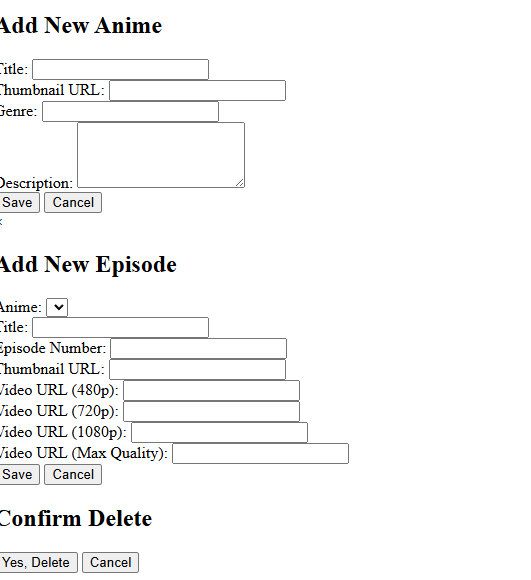 Add New Anime
Title:
Thumbnail URL:
Genre:
Description:
Save Cancel
×
Add New Episode
Anime:
Title:
Episode Number:
Thumbnail URL:
Video URL (480p):
Video URL (720p):
Video URL (1080p):
Video URL (Max Quality):
Save Cancel
Confirm Delete
Yes, Delete Cancel